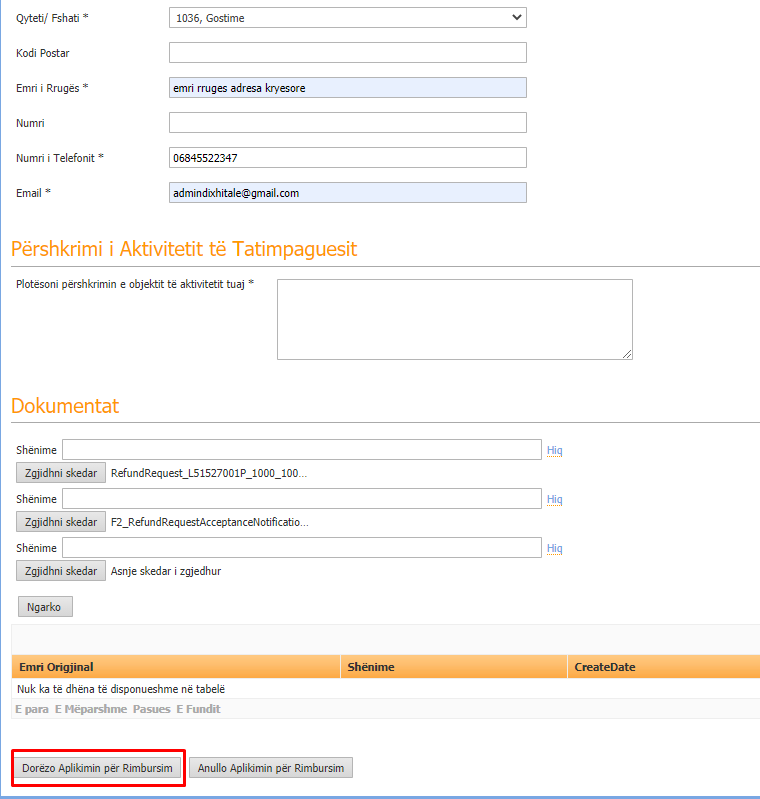 Qyteti/ Fshati * 1036, Gostime
Kodi Postar
Emri i Rrugës * emri rruges adresa kryesore
Numri
Numri i Telefonit * 06845522347
Email * admindixhitale@gmail.com
Përshkrimi i Aktivitetit të Tatimpaguesit
Plotësoni përshkrimin e objektit të aktivitetit tuaj *
Dokumentat
Shënime Hiq
Zgjidhni skedar RefundRequest_L51527001P_1000_100...
Shënime Hiq
Zgjidhni skedar F2_RefundRequestAcceptanceNotificatio...
Shënime Hiq
Zgjidhni skedar Asnje skedar i zgjedhur
Ngarko
Emri Origjinal Shënime CreateDate
Nuk ka të dhëna të disponueshme në tabelë
E para E Mëparshme Pasues E Fundit
Dorëzo Aplikimin për Rimbursim Anullo Aplikimin për Rimbursim